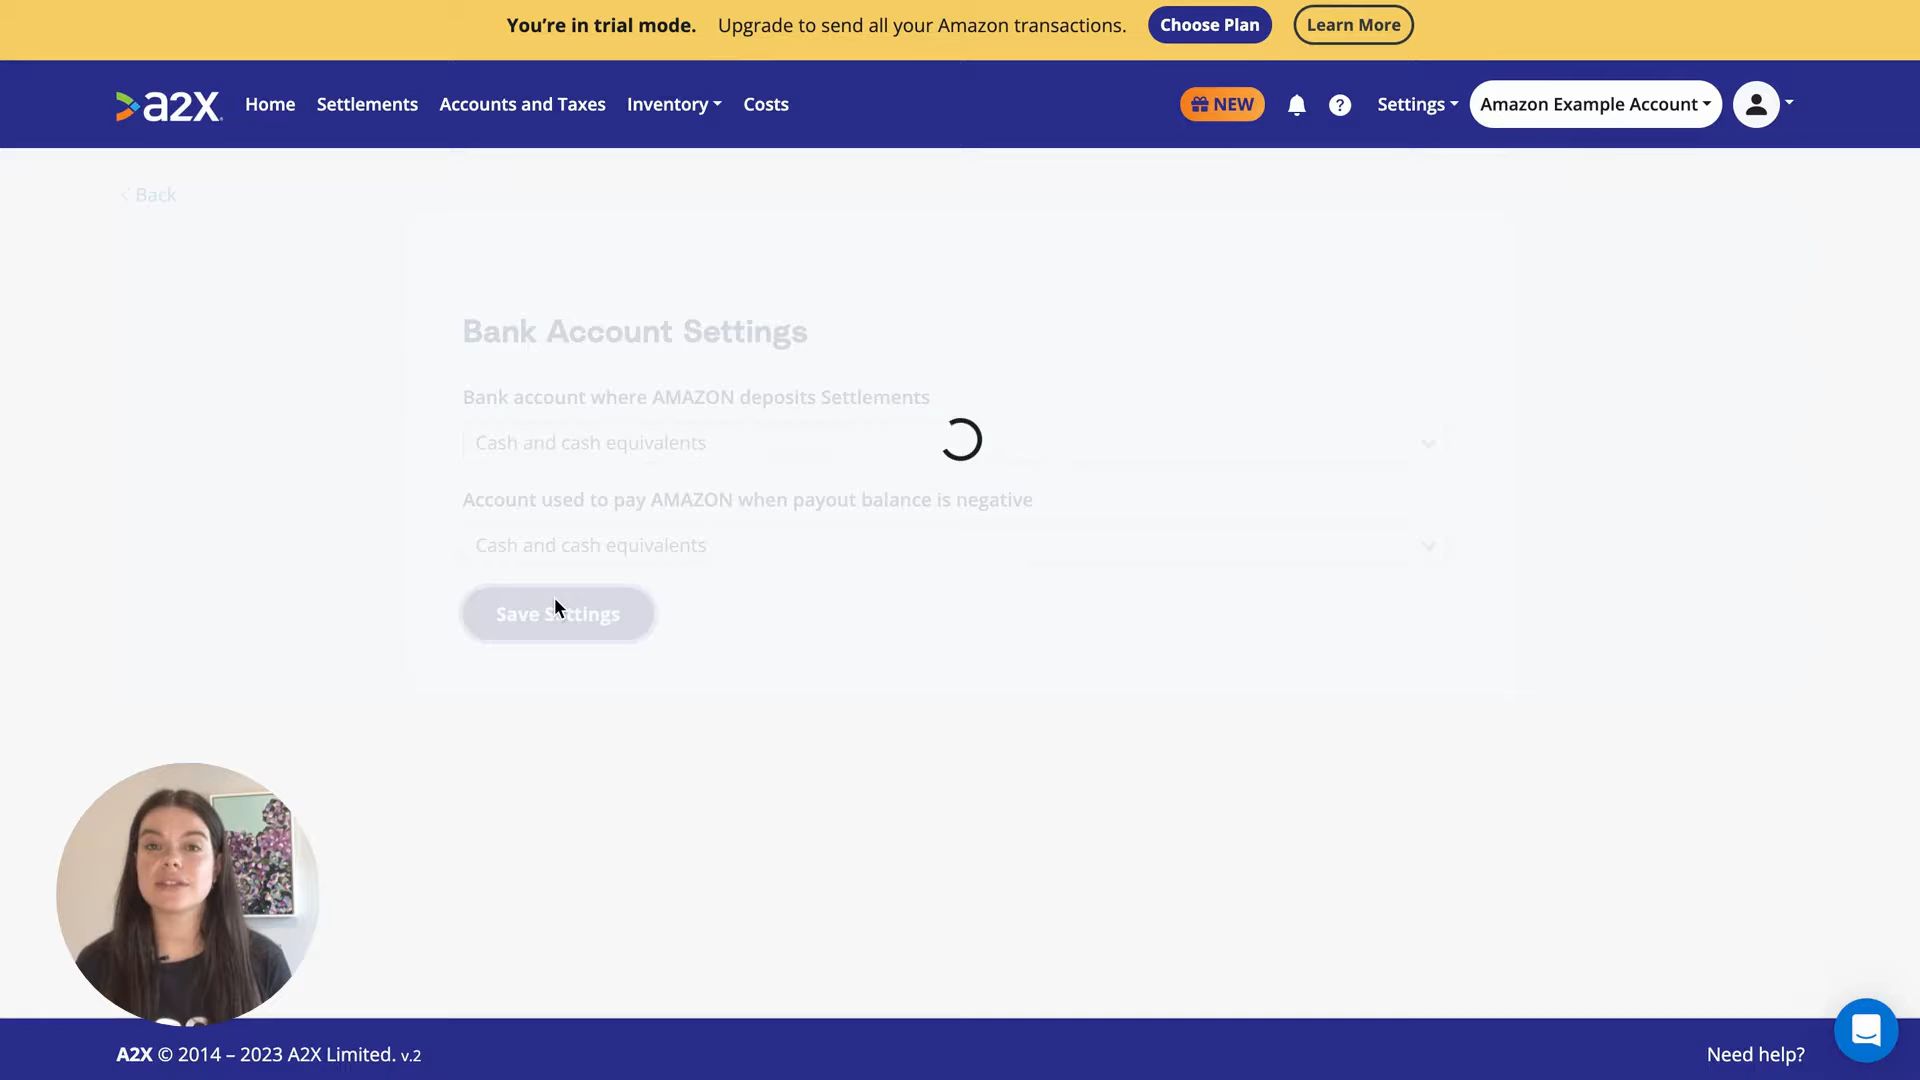 You're in trial mode. Upgrade to send all your Amazon transactions. Choose Plan Learn More
a2x Home Settlements Accounts and Taxes Inventory Costs NEW ? Settings Amazon Example Account
< Back
Bank Account Settings
Bank account where AMAZON deposits Settlements
Cash and cash equivalents
Account used to pay AMAZON when payout balance is negative
Cash and cash equivalents
Save Settings
A2X © 2014 – 2023 A2X Limited. v.2 Need help?